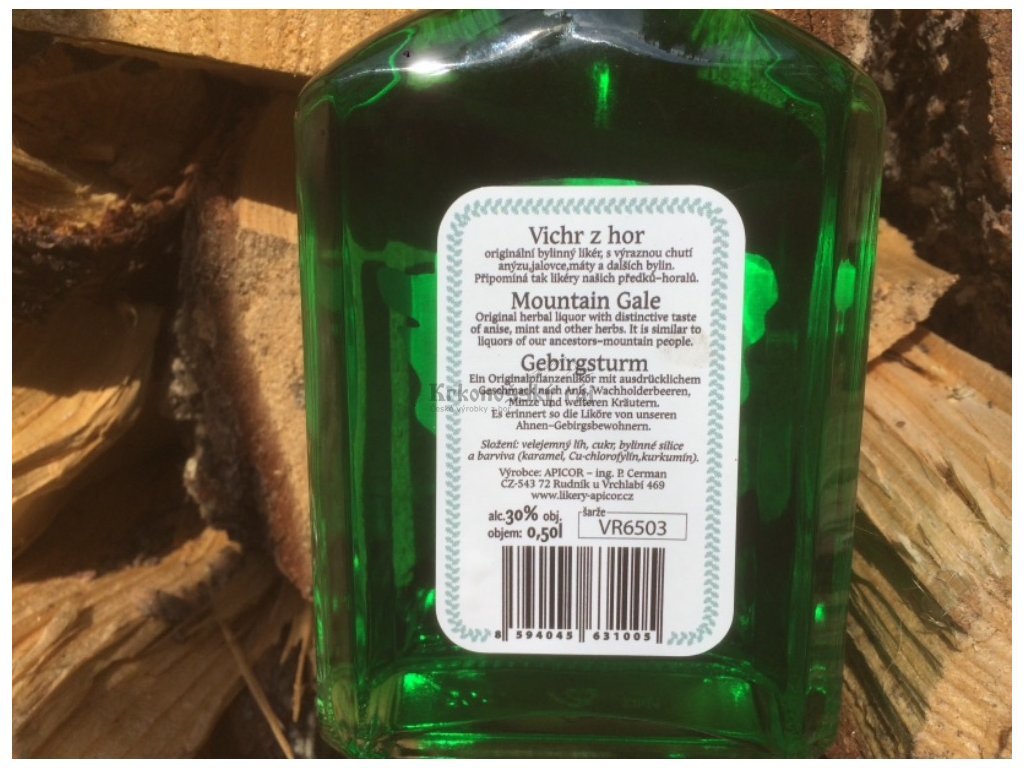 Vichr z hor
originální bylinný likér, s výraznou chutí
anýzu,jalovce,máty a dalších bylin.
Připomíná tak likéry našich předků-horalů.
Mountain Gale
Original herbal liquor with distinctive taste
of anise, mint and other herbs. It is similar to
liquors of our ancestors-mountain people.
Gebirgsturm
Ein Originalpflanzenlikör mit ausdrücklichem
Geschmack nach Anis, Wachholderbeeren,
Minze und weiteren Kräutern.
Es erinnert so die Liköre von unseren
Ahnen-Gebirgsbewohnern.
Složení: velejemný líh, cukr, bylinné silice
a barviva (karamel, Cu-chlorofylín,kurkumín).
Výrobce: APICOR - ing. P. Cerman
CZ-543 72 Rudník u Vrchlabí 469
www.likery-apicor.cz
alc.30% obj.
objem: 0,50l
šarže
VR6503
8 594045 631005